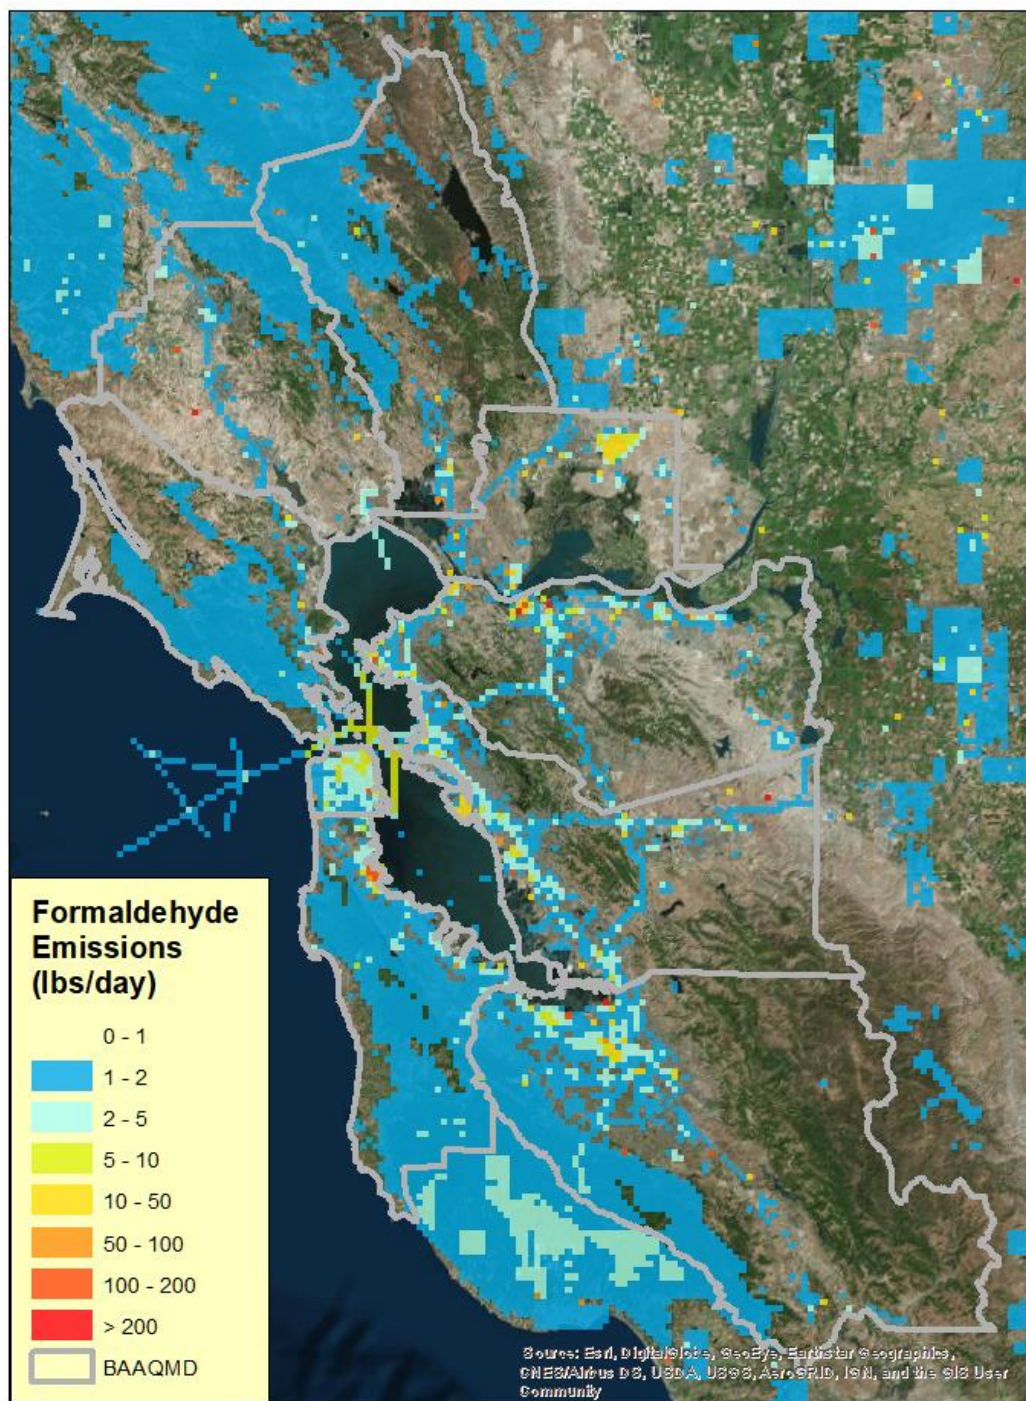 Formaldehyde
Emissions
(lbs/day)
0 - 1
1 - 2
2 - 5
5 - 10
10 - 50
50 - 100
100 - 200
> 200
BAAQMD
Source: Esri, DigitalGlobe, GeoEye, Earthstar Geographics,
CNES/Airbus DS, USDA, USGS, AeroGRID, IGN, and the GIS User
Community